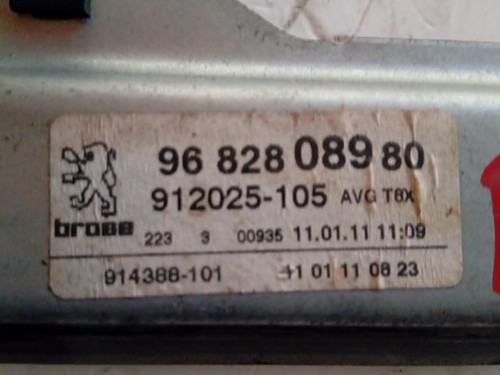 96 828 089 80
912025-105 AVG T8X
brose
223 3 00935 11.01.11 11:09
914388-101 11 01 11 08 23